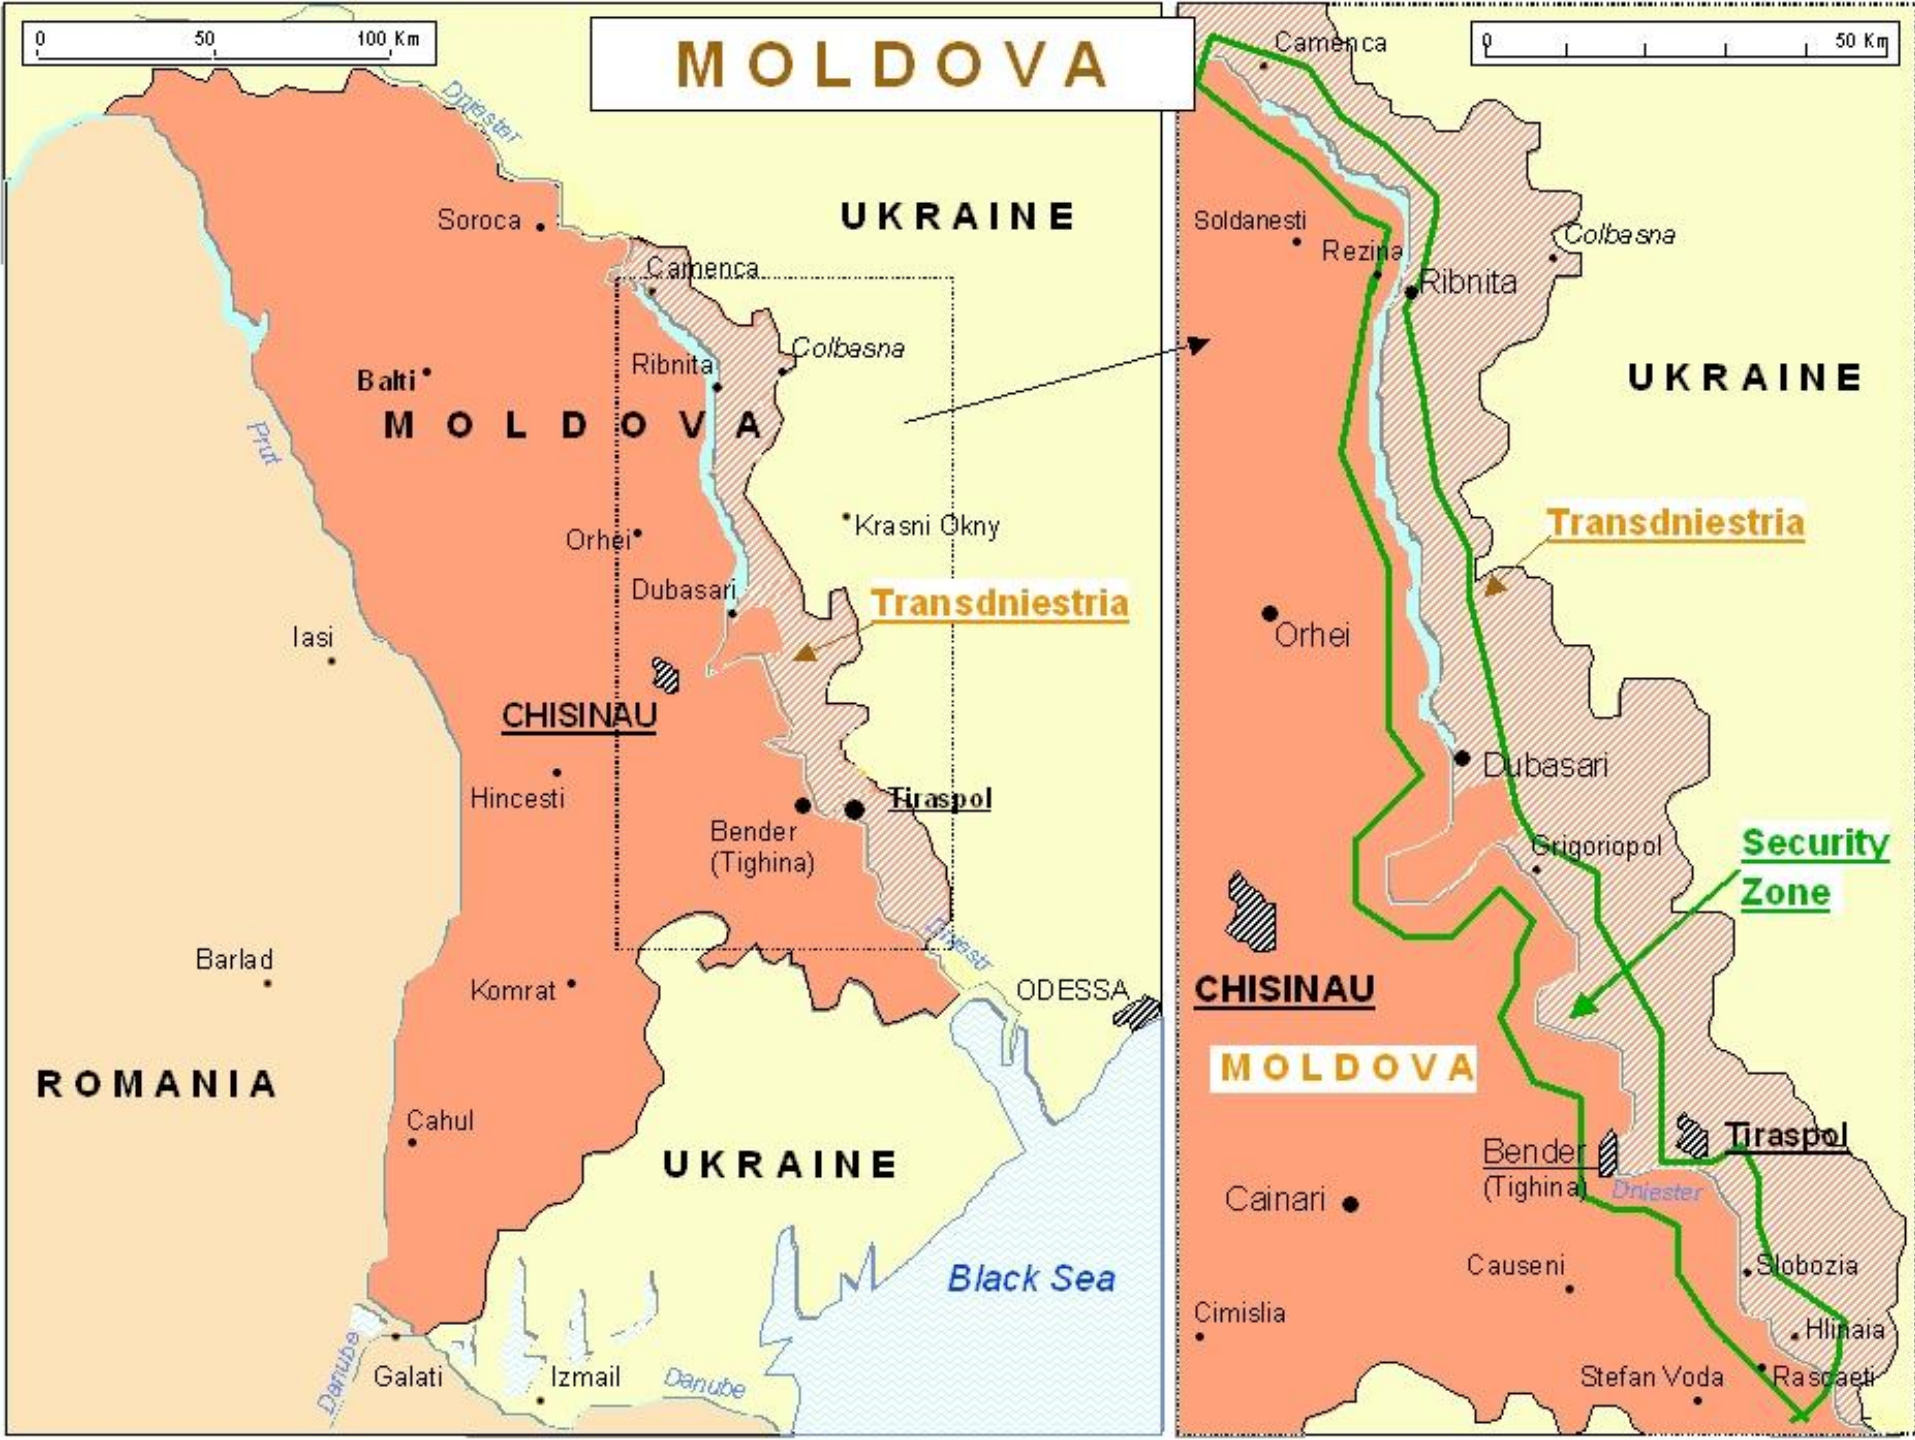 0 50 100 Km
MOLDOVA
Dniester
Soroca
UKRAINE
Camenca
Colbasna
Ribnita
Balti
MOLDOVA
Prut
Krasni Okny
Orhei
Dubasari
Transdniestria
Iasi
CHISINAU
Hincesti
Tiraspol
Bender
(Tighina)
Dniestr
Barlad
Komrat
ODESSA
ROMANIA
Cahul
UKRAINE
Black Sea
Danube
Galati
Izmail
Danube
0 50 Km
Camenca
Soldanesti
Rezina
Colbasna
Ribnita
UKRAINE
Transdniestria
Orhei
Dubasari
Grigoriopol
Security
Zone
CHISINAU
MOLDOVA
Tiraspol
Bender
(Tighina)
Dniester
Cainari
Causeni
Slobozia
Cimislia
Hlinaia
Stefan Voda
Rascaeti